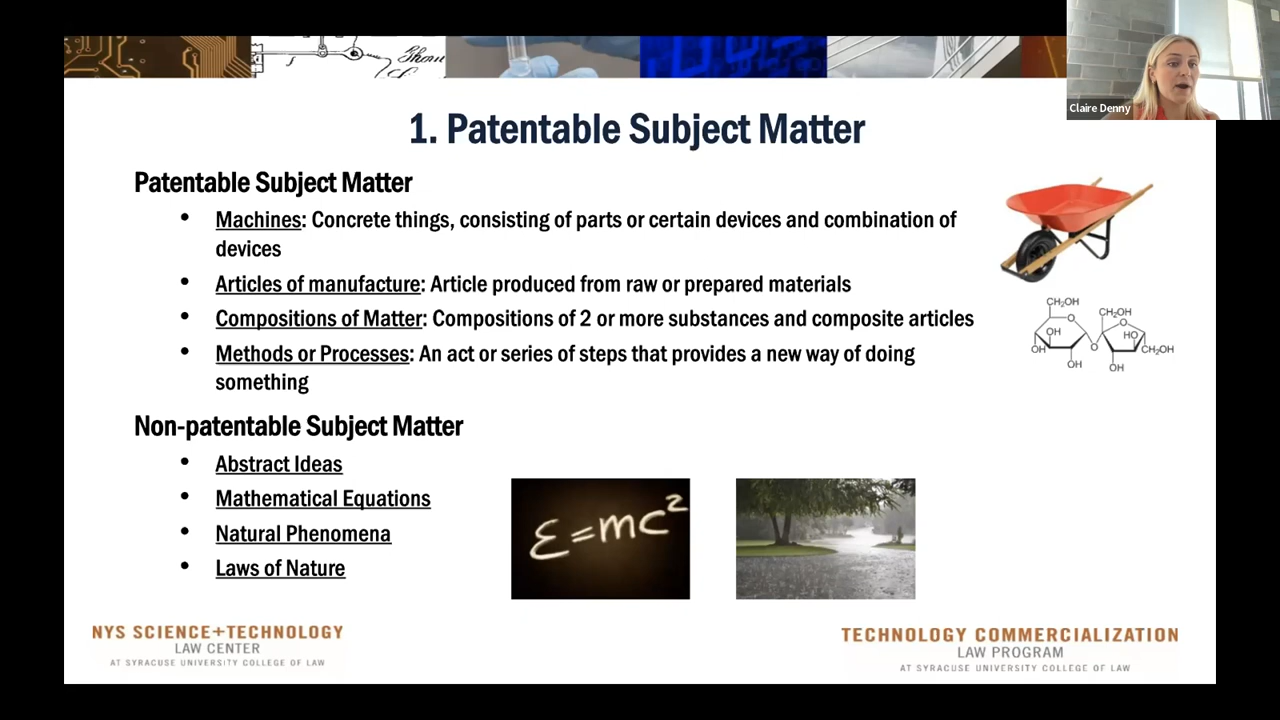 Claire Denny
1. Patentable Subject Matter
Patentable Subject Matter
• Machines: Concrete things, consisting of parts or certain devices and combination of
devices
• Articles of manufacture: Article produced from raw or prepared materials
• Compositions of Matter: Compositions of 2 or more substances and composite articles
• Methods or Processes: An act or series of steps that provides a new way of doing
something
CH₂OH
O
OH
OH
OH
O
CH₂OH
O
HO
CH₂OH
OH
Non-patentable Subject Matter
• Abstract Ideas
• Mathematical Equations
• Natural Phenomena
• Laws of Nature
E=mc²
NYS SCIENCE+TECHNOLOGY
LAW CENTER
AT SYRACUSE UNIVERSITY COLLEGE OF LAW
TECHNOLOGY COMMERCIALIZATION
LAW PROGRAM
AT SYRACUSE UNIVERSITY COLLEGE OF LAW